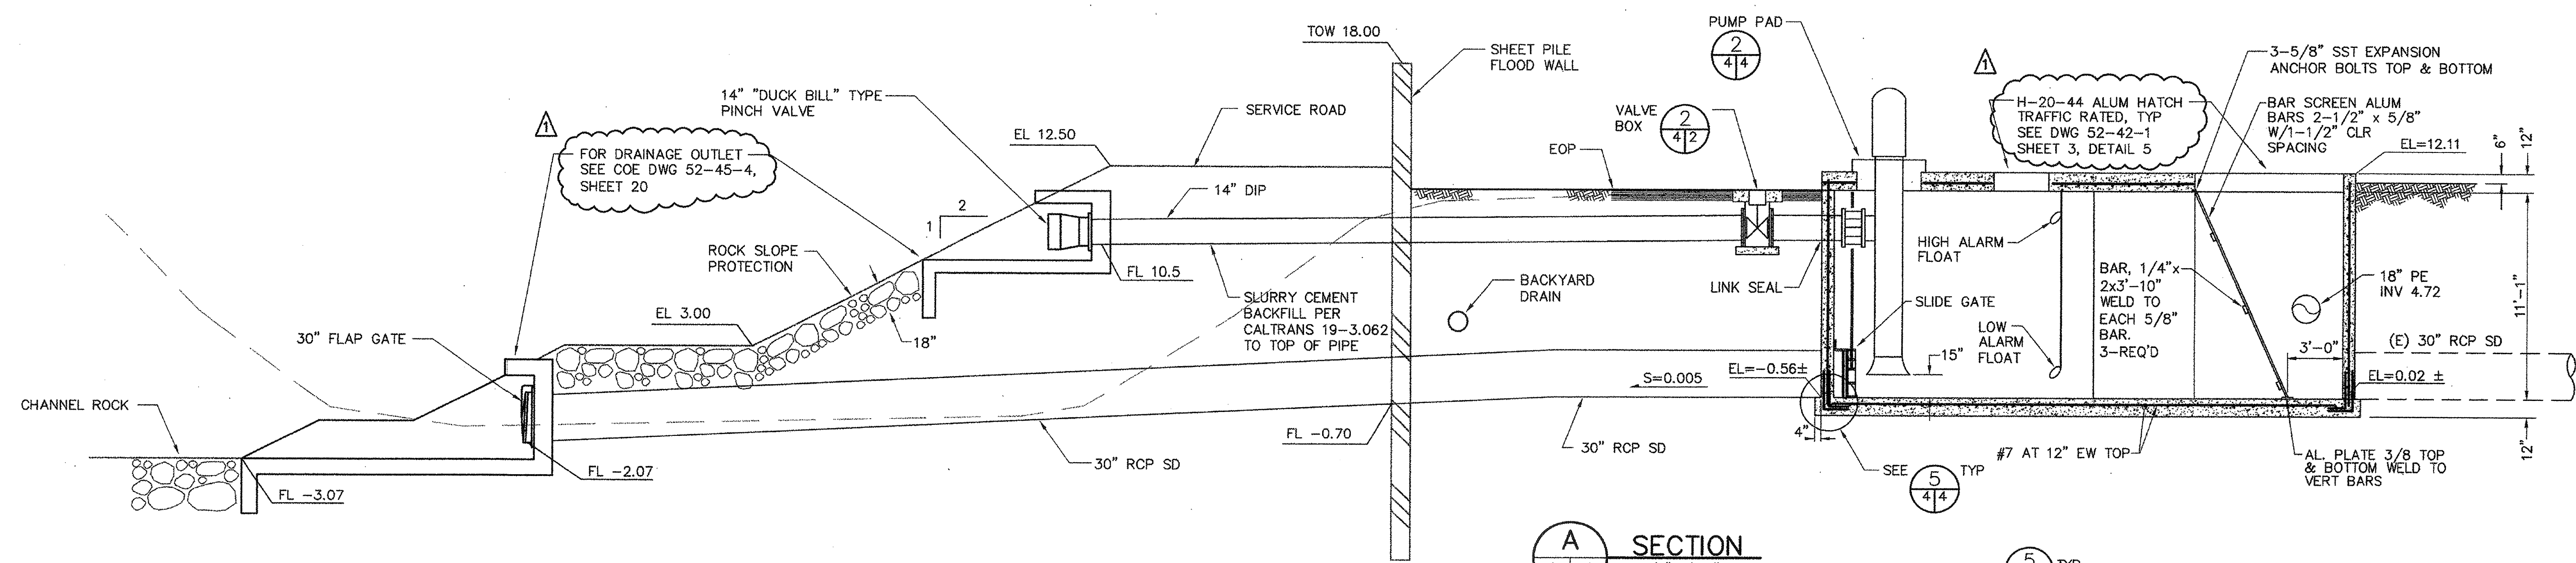 TOW 18.00
SHEET PILE
FLOOD WALL
PUMP PAD
2
4 4
1
H-20-44 ALUM HATCH
TRAFFIC RATED, TYP
SEE DWG 52-42-1
SHEET 3, DETAIL 5
3-5/8" SST EXPANSION
ANCHOR BOLTS TOP & BOTTOM
BAR SCREEN ALUM
BARS 2-1/2" x 5/8"
W/1-1/2" CLR
SPACING
EL=12.11
6"
12"
14" "DUCK BILL" TYPE
PINCH VALVE
SERVICE ROAD
VALVE
BOX
2
4 2
1
FOR DRAINAGE OUTLET
SEE COE DWG 52-45-4,
SHEET 20
EL 12.50
EOP
14" DIP
2
1
ROCK SLOPE
PROTECTION
FL 10.5
BACKYARD
DRAIN
LINK SEAL
HIGH ALARM
FLOAT
BAR, 1/4"x
2x3'-10"
WELD TO
EACH 5/8"
BAR.
3-REQ'D
18" PE
INV 4.72
11'-1"
SLURRY CEMENT
BACKFILL PER
CALTRANS 19-3.062
TO TOP OF PIPE
SLIDE GATE
LOW
ALARM
FLOAT
EL 3.00
30" FLAP GATE
18"
15"
3'-0"
(E) 30" RCP SD
EL=-0.56±
S=0.005
EL=0.02 ±
CHANNEL ROCK
FL -0.70
4"
30" RCP SD
30" RCP SD
#7 AT 12" EW TOP
12"
FL -2.07
FL -3.07
SEE
5
4 4
TYP
AL. PLATE 3/8 TOP
& BOTTOM WELD TO
VERT BARS
A
SECTION
5
TYP